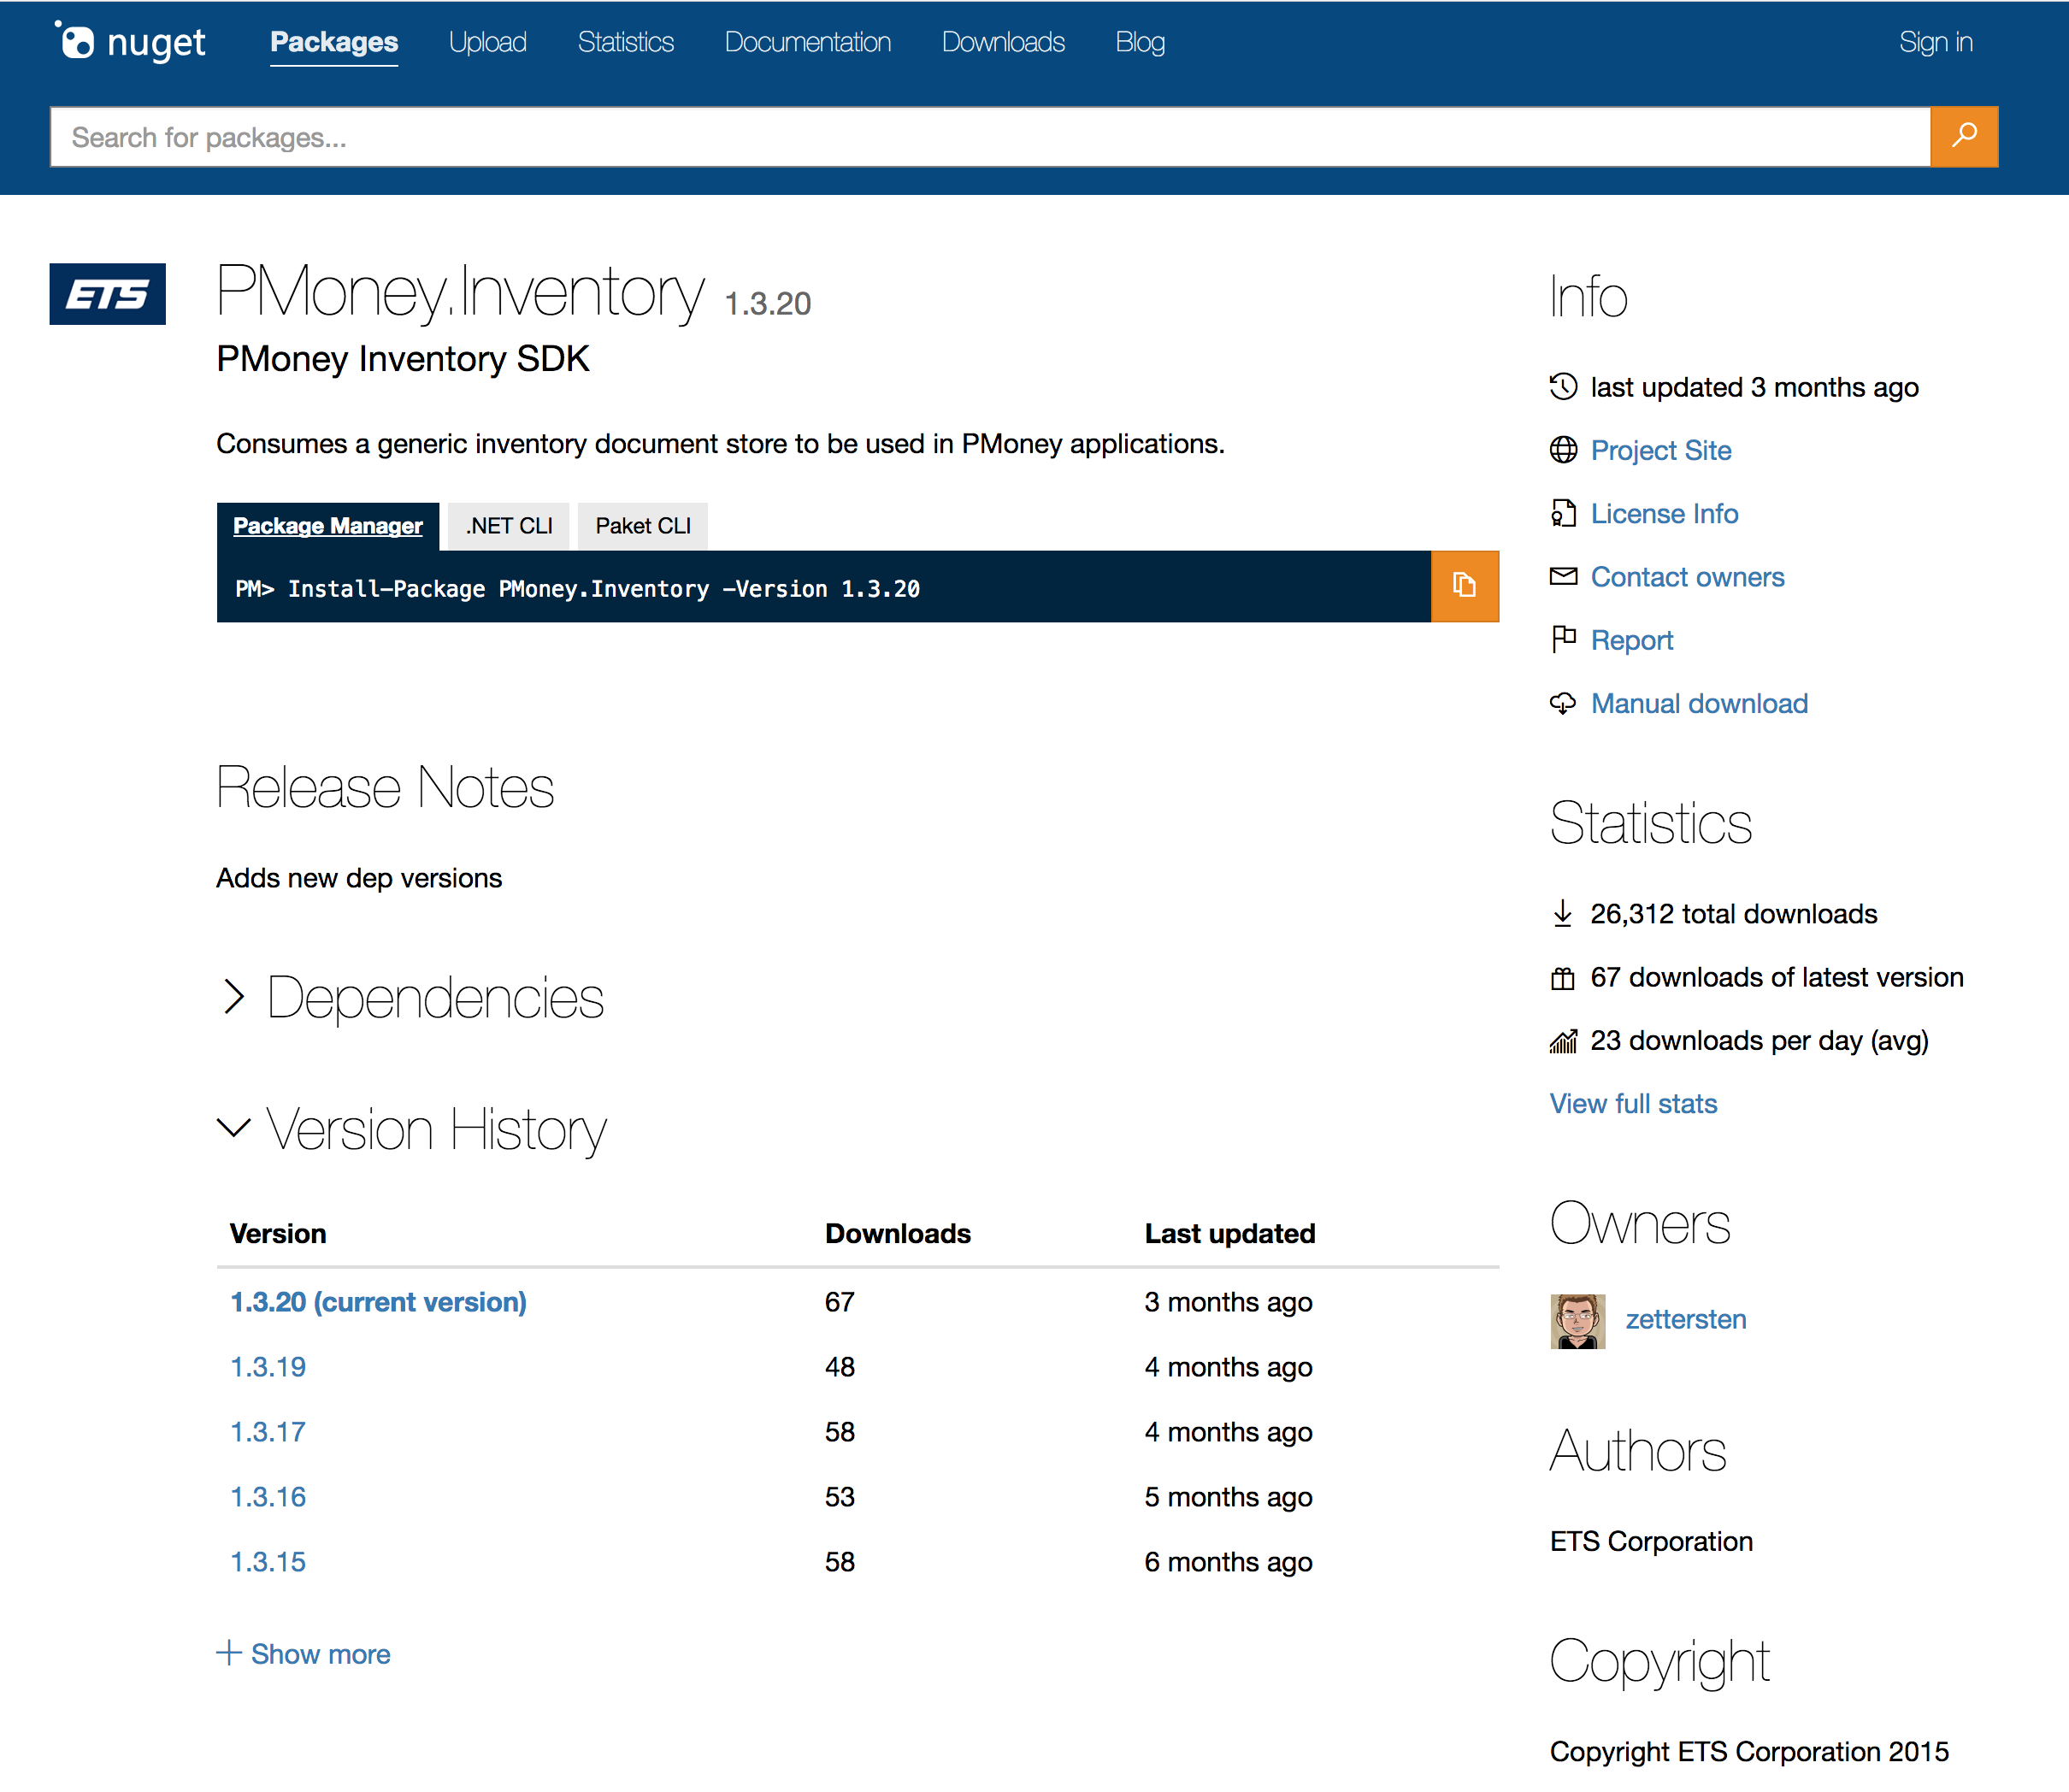 nuget
Packages Upload Statistics Documentation Downloads Blog Sign in
Search for packages...
ETS
PMoney.Inventory 1.3.20
PMoney Inventory SDK
Consumes a generic inventory document store to be used in PMoney applications.
Package Manager .NET CLI Paket CLI
PM> Install-Package PMoney.Inventory -Version 1.3.20
Release Notes
Adds new dep versions
Dependencies
Version History
Version Downloads Last updated
1.3.20 (current version) 67 3 months ago
1.3.19 48 4 months ago
1.3.17 58 4 months ago
1.3.16 53 5 months ago
1.3.15 58 6 months ago
Show more
Info
last updated 3 months ago
Project Site
License Info
Contact owners
Report
Manual download
Statistics
26,312 total downloads
67 downloads of latest version
23 downloads per day (avg)
View full stats
Owners
zettersten
Authors
ETS Corporation
Copyright
Copyright ETS Corporation 2015